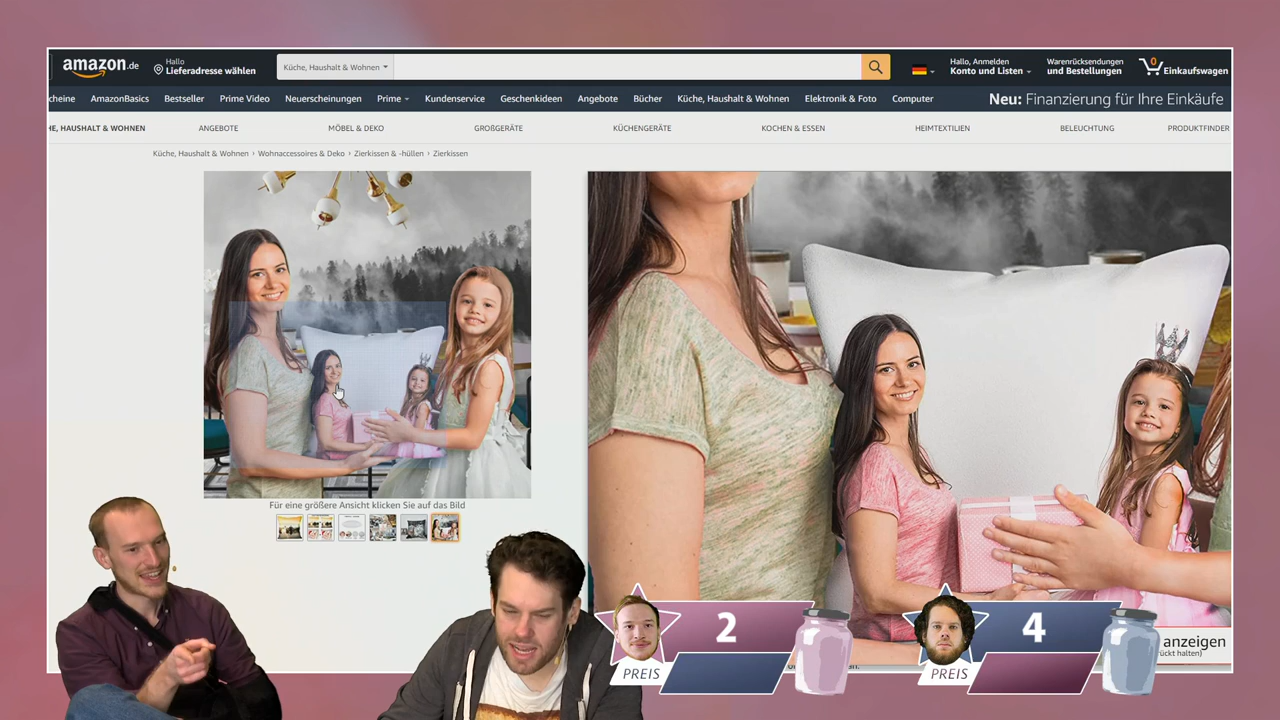 amazon.de
Hallo
Lieferadresse wählen
Küche, Haushalt & Wohnen
Hallo, Anmelden
Konto und Listen
Warenrücksendungen
und Bestellungen
0
Einkaufswagen
cheine AmazonBasics Bestseller Prime Video Neuerscheinungen Prime Kundenservice Geschenkideen Angebote Bücher Küche, Haushalt & Wohnen Elektronik & Foto Computer Neu: Finanzierung für Ihre Einkäufe
HE, HAUSHALT & WOHNEN ANGEBOTE MÖBEL & DEKO GROẞGERÄTE KÜCHENGERÄTE KOCHEN & ESSEN HEIMTEXTILIEN BELEUCHTUNG PRODUKTFINDER
Küche, Haushalt & Wohnen › Wohnaccessoires & Deko › Zierkissen & -hüllen › Zierkissen
Für eine größere Ansicht klicken Sie auf das Bild
2
4
anzeigen
rückt halten)
PREIS
PREIS